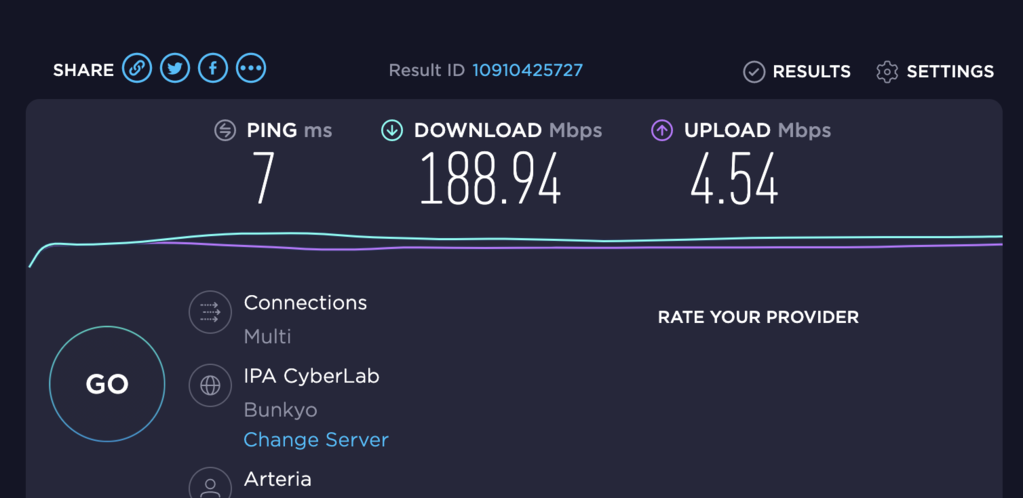 SHARE
Result ID 10910425727
RESULTS
SETTINGS
PING ms
DOWNLOAD Mbps
UPLOAD Mbps
7
188.94
4.54
Connections
Multi
RATE YOUR PROVIDER
GO
IPA CyberLab
Bunkyo
Change Server
Arteria